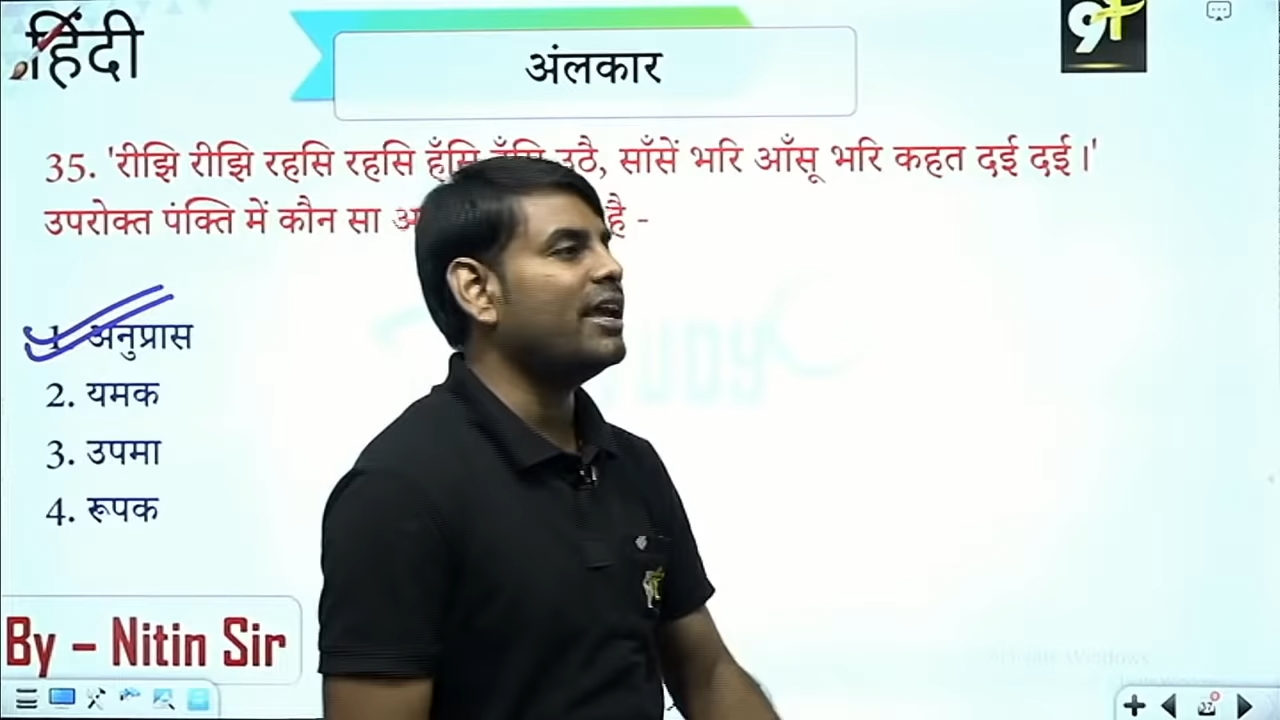 हिंदी
अंलकार
35. 'रीझि रीझि रहसि रहसि हँसि हँसि उठै, साँसें भरि आँसू भरि कहत दई दई।'
उपरोक्त पंक्ति में कौन सा है -
1. अनुप्रास
2. यमक
3. उपमा
4. रूपक
By – Nitin Sir